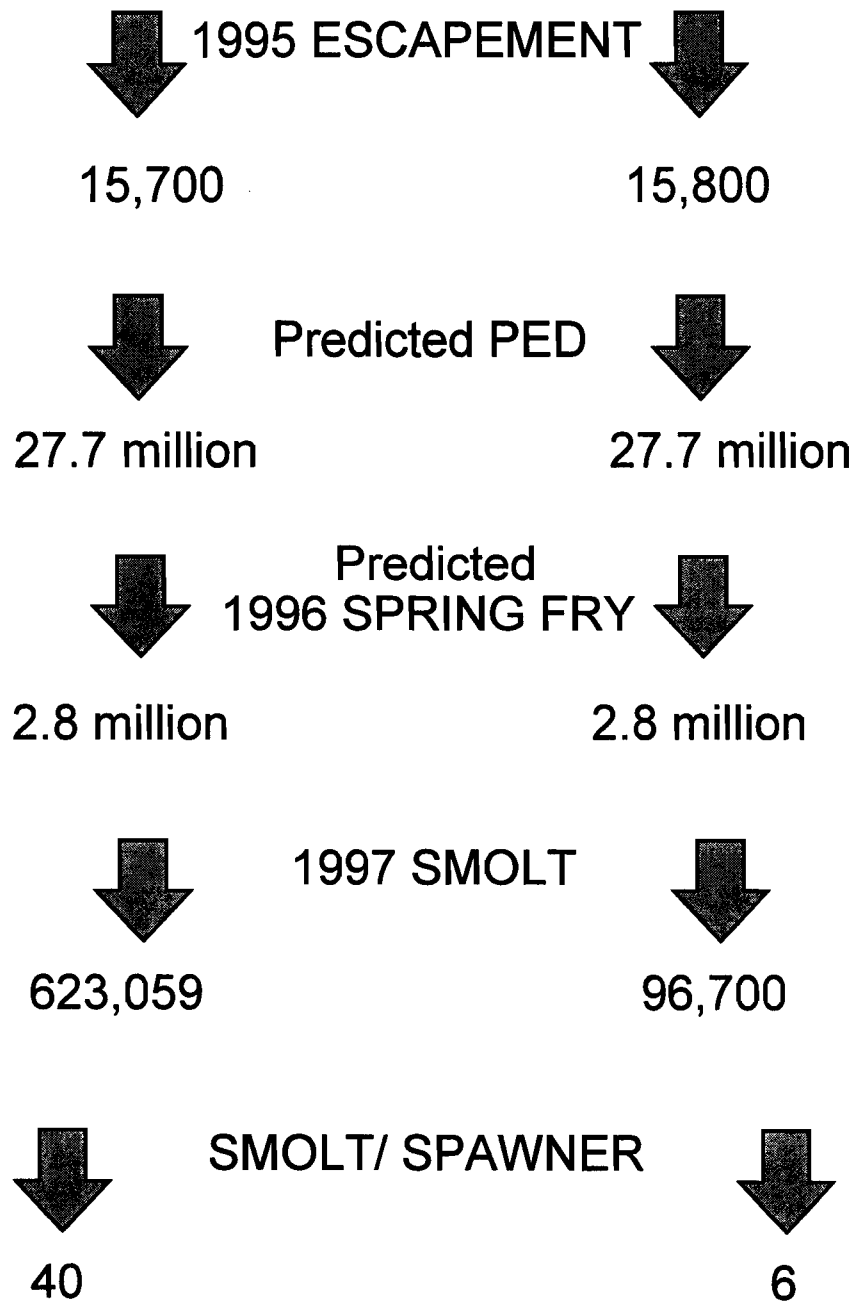 1995 ESCAPEMENT
15,700 15,800
Predicted PED
27.7 million 27.7 million
Predicted
1996 SPRING FRY
2.8 million 2.8 million
1997 SMOLT
623,059 96,700
SMOLT/ SPAWNER
40 6